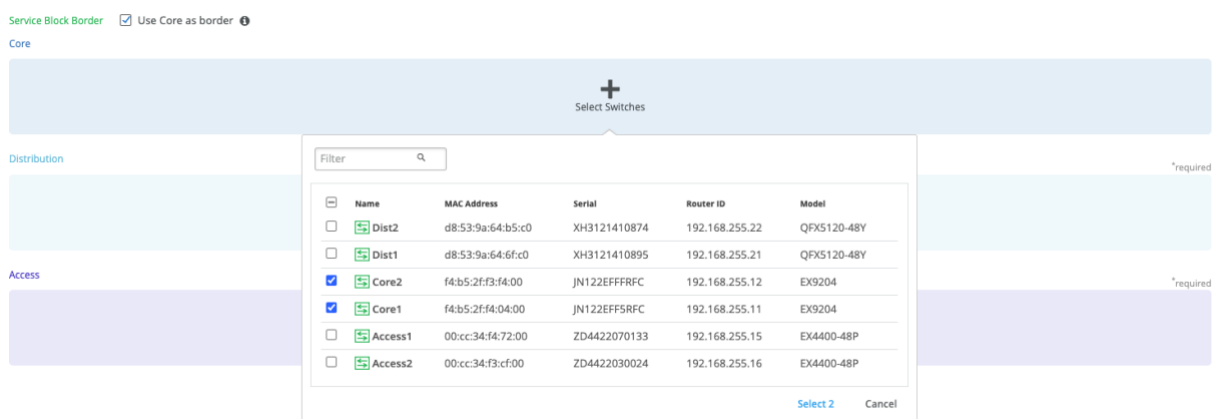 Service Block Border Use Core as border
Core
Select Switches
Filter
Distribution
*required
Name MAC Address Serial Router ID Model
Dist2 d8:53:9a:64:b5:c0 XH3121410874 192.168.255.22 QFX5120-48Y
Dist1 d8:53:9a:64:6f:c0 XH3121410895 192.168.255.21 QFX5120-48Y
Access
Core2 f4:b5:2f:f3:f4:00 JN122EFFFRFC 192.168.255.12 EX9204
*required
Core1 f4:b5:2f:f4:04:00 JN122EFF5RFC 192.168.255.11 EX9204
Access1 00:cc:34:f4:72:00 ZD4422070133 192.168.255.15 EX4400-48P
Access2 00:cc:34:f3:cf:00 ZD4422030024 192.168.255.16 EX4400-48P
Select 2 Cancel